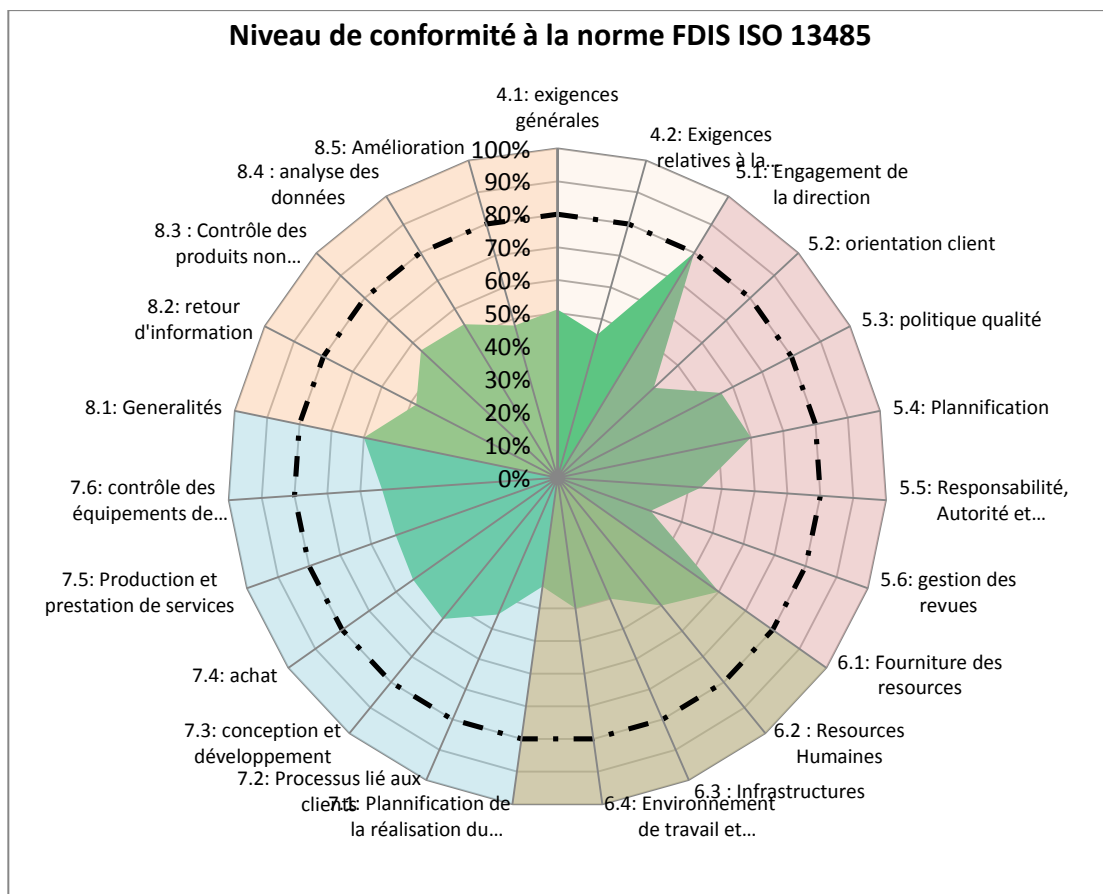 Niveau de conformité à la norme FDIS ISO 13485
4.1: exigences
générales
4.2: Exigences
relatives à la...
5.1: Engagement de
la direction
5.2: orientation client
5.3: politique qualité
5.4: Plannification
5.5: Responsabilité,
Autorité et...
5.6: gestion des
revues
6.1: Fourniture des
resources
6.2 : Resources
Humaines
6.3 : Infrastructures
6.4: Environnement
de travail et...
7.1: Plannification de
la réalisation du...
7.2: Processus lié aux
clients
7.3: conception et
développement
7.4: achat
7.5: Production et
prestation de services
7.6: contrôle des
équipements de...
8.1: Generalités
8.2: retour
d'information
8.3 : Contrôle des
produits non...
8.4 : analyse des
données
8.5: Amélioration
100%
90%
80%
70%
60%
50%
40%
30%
20%
10%
0%